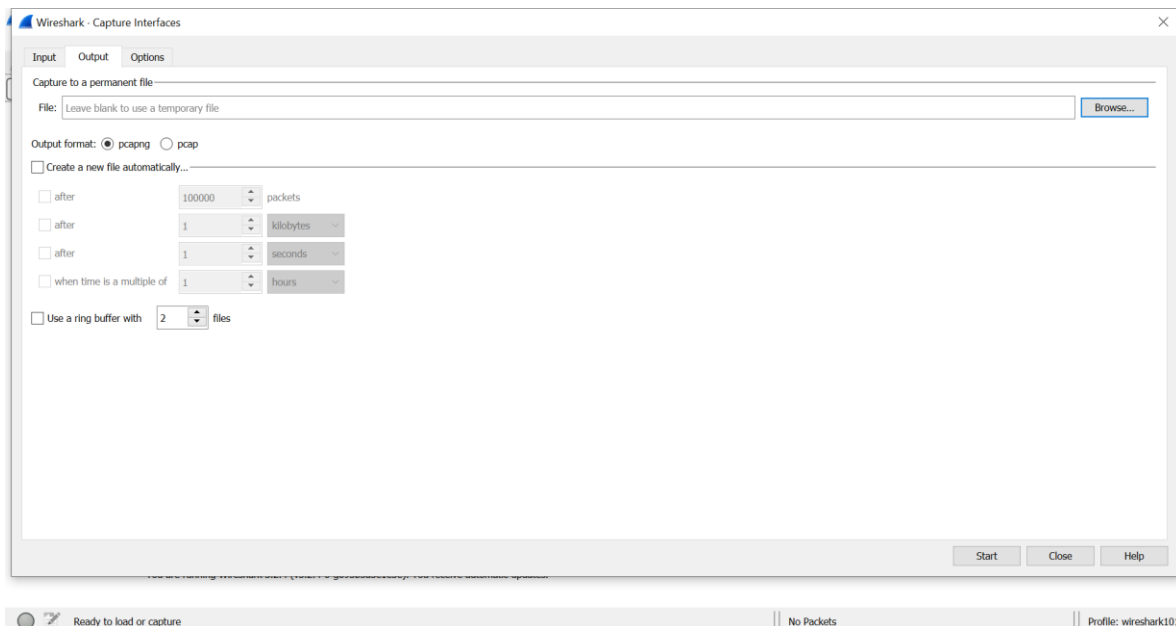 Wireshark · Capture Interfaces
Input Output Options
Capture to a permanent file
File: Leave blank to use a temporary file Browse...
Output format: pcapng pcap
Create a new file automatically...
after 100000 packets
after 1 kilobytes
after 1 seconds
when time is a multiple of 1 hours
Use a ring buffer with 2 files
Start Close Help
Ready to load or capture No Packets Profile: wireshark10